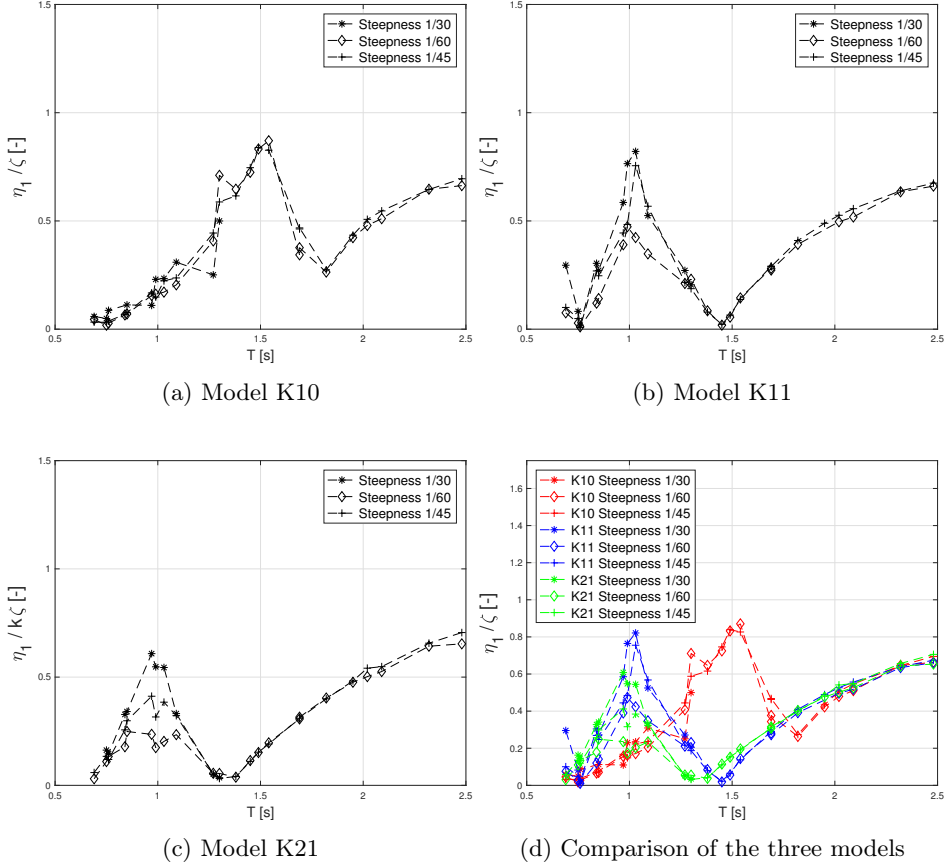 1.5
1
0.5
0
η₁ / ζ [-]
Steepness 1/30
Steepness 1/60
Steepness 1/45
0.5 1 1.5 2 2.5
T [s]
(a) Model K10
1.5
1
0.5
0
η₁ / ζ [-]
Steepness 1/30
Steepness 1/60
Steepness 1/45
0.5 1 1.5 2 2.5
T [s]
(b) Model K11
1.5
1
0.5
0
η₁ / k ζ [-]
Steepness 1/30
Steepness 1/60
Steepness 1/45
0.5 1 1.5 2 2.5
T [s]
(c) Model K21
1.6
1.4
1.2
1
0.8
0.6
0.4
0.2
0
η₁ / ζ [-]
K10 Steepness 1/30
K10 Steepness 1/60
K10 Steepness 1/45
K11 Steepness 1/30
K11 Steepness 1/60
K11 Steepness 1/45
K21 Steepness 1/30
K21 Steepness 1/60
K21 Steepness 1/45
0.5 1 1.5 2 2.5
T [s]
(d) Comparison of the three models